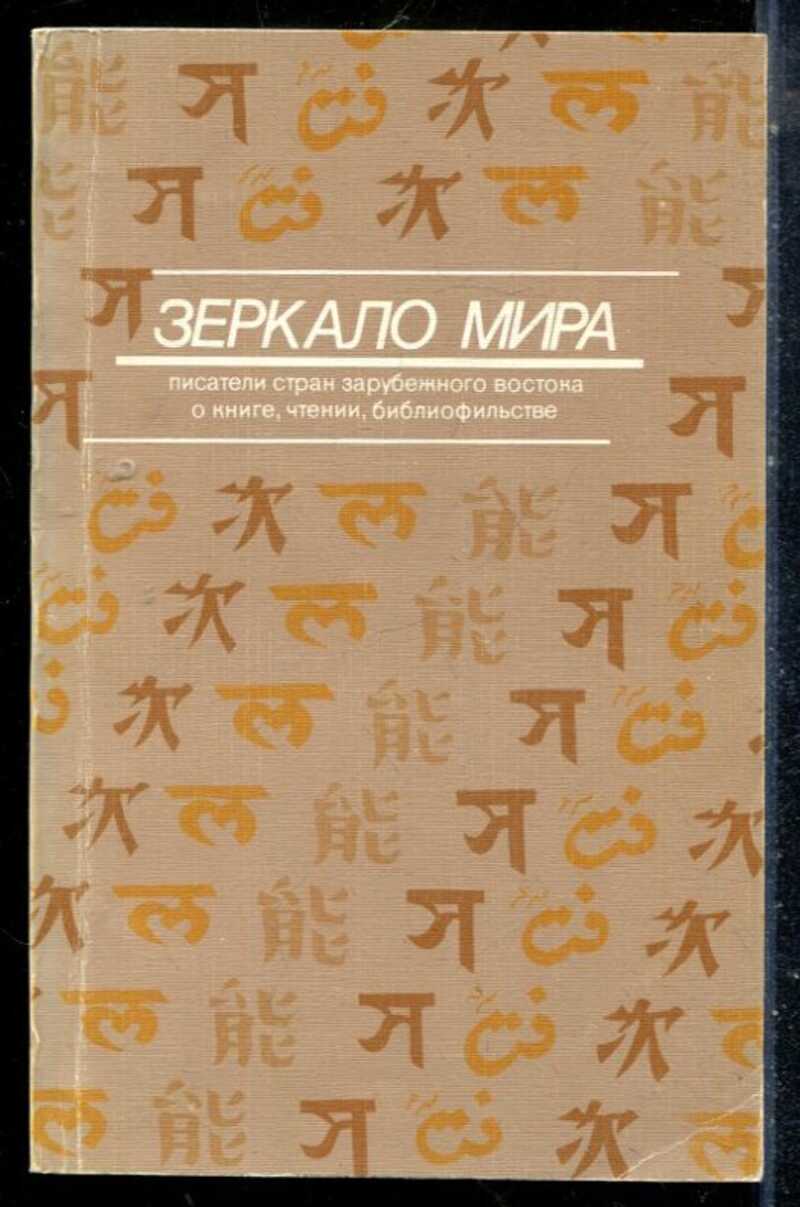 ЗЕРКАЛО МИРА
писатели стран зарубежного востока
о книге, чтении, библиофильстве